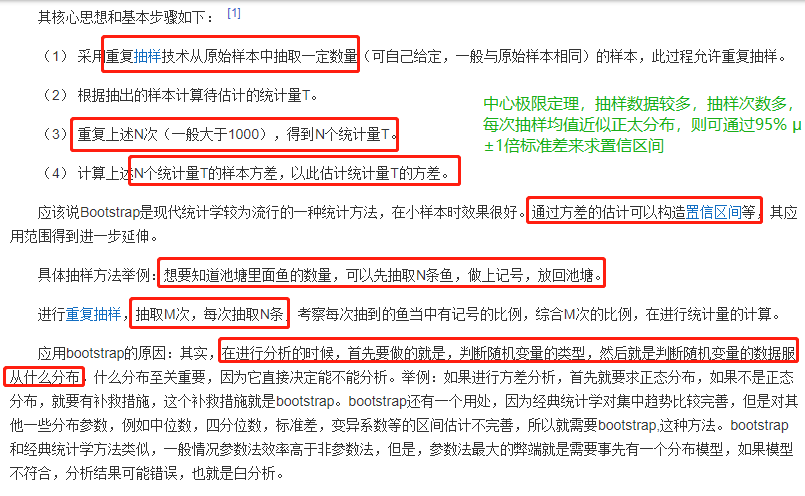 其核心思想和基本步骤如下： [1]
（1） 采用重复抽样技术从原始样本中抽取一定数量（可自己给定，一般与原始样本相同）的样本，此过程允许重复抽样。
（2） 根据抽出的样本计算待估计的统计量T。
（3） 重复上述N次（一般大于1000），得到N个统计量T。
（4） 计算上述N个统计量T的样本方差，以此估计统计量T的方差。
中心极限定理，抽样数据较多，抽样次数多，
每次抽样均值近似正太分布，则可通过95% μ
±1倍标准差来求置信区间
应该说Bootstrap是现代统计学较为流行的一种统计方法，在小样本时效果很好。通过方差的估计可以构造置信区间等，其应
用范围得到进一步延伸。
具体抽样方法举例：想要知道池塘里面鱼的数量，可以先抽取N条鱼，做上记号，放回池塘。
进行重复抽样，抽取M次，每次抽取N条，考察每次抽到的鱼当中有记号的比例，综合M次的比例，在进行统计量的计算。
应用bootstrap的原因：其实，在进行分析的时候，首先要做的就是，判断随机变量的类型，然后就是判断随机变量的数据服
从什么分布，什么分布至关重要，因为它直接决定能不能分析。举例：如果进行方差分析，首先就要求正态分布，如果不是正态
分布，就要有补救措施，这个补救措施就是bootstrap。bootstrap还有一个用处，因为经典统计学对集中趋势比较完善，但是对其
他一些分布参数，例如中位数，四分位数，标准差，变异系数等的区间估计不完善，所以就需要bootstrap,这种方法。bootstrap
和经典统计学方法类似，一般情况参数法效率高于非参数法，但是，参数法最大的弊端就是需要事先有一个分布模型，如果模型
不符合，分析结果可能错误，也就是白分析。